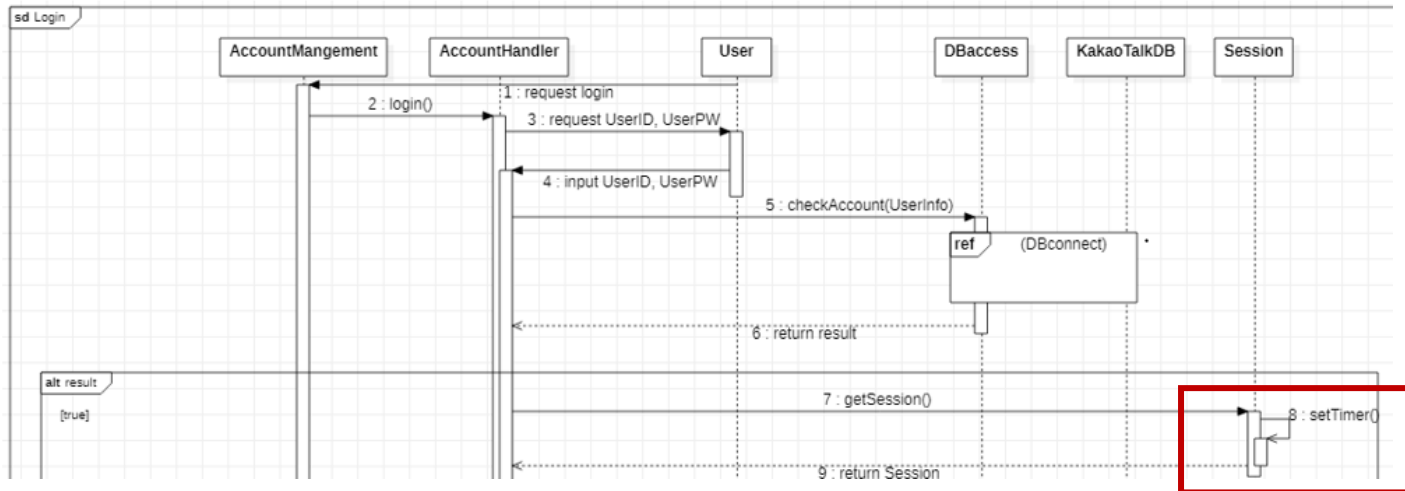 sd Login
AccountMangement
AccountHandler
User
DBaccess
KakaoTalkDB
Session
1 : request login
2 : login()
3 : request UserID, UserPW
4 : input UserID, UserPW
5 : checkAccount(UserInfo)
ref (DBconnect)
6 : return result
alt result
[true]
7 : getSession()
8 : setTimer()
9 : return Session